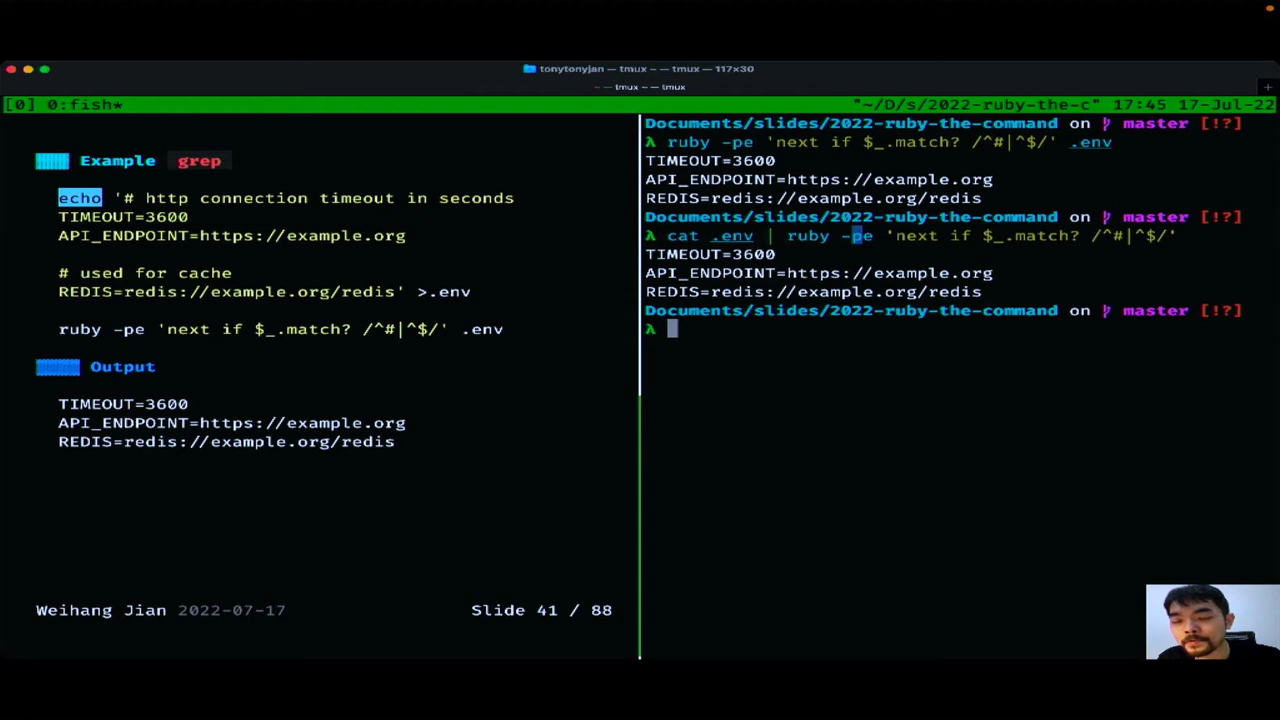 tonytonyjan — tmux - — tmux — 117×30
~ — tmux - — tmux
[0] 0:fish* "~/D/s/2022-ruby-the-c" 17:45 17-Jul-22
Example grep
echo '# http connection timeout in seconds
TIMEOUT=3600
API_ENDPOINT=https://example.org
# used for cache
REDIS=redis://example.org/redis' >.env
ruby -pe 'next if $_.match? /^#|^$/' .env
Output
TIMEOUT=3600
API_ENDPOINT=https://example.org
REDIS=redis://example.org/redis
Weihang Jian 2022-07-17 Slide 41 / 88
Documents/slides/2022-ruby-the-command on master [!?]
λ ruby -pe 'next if $_.match? /^#|^$/' .env
TIMEOUT=3600
API_ENDPOINT=https://example.org
REDIS=redis://example.org/redis
Documents/slides/2022-ruby-the-command on master [!?]
λ cat .env | ruby -pe 'next if $_.match? /^#|^$/'
TIMEOUT=3600
API_ENDPOINT=https://example.org
REDIS=redis://example.org/redis
Documents/slides/2022-ruby-the-command on master [!?]
λ